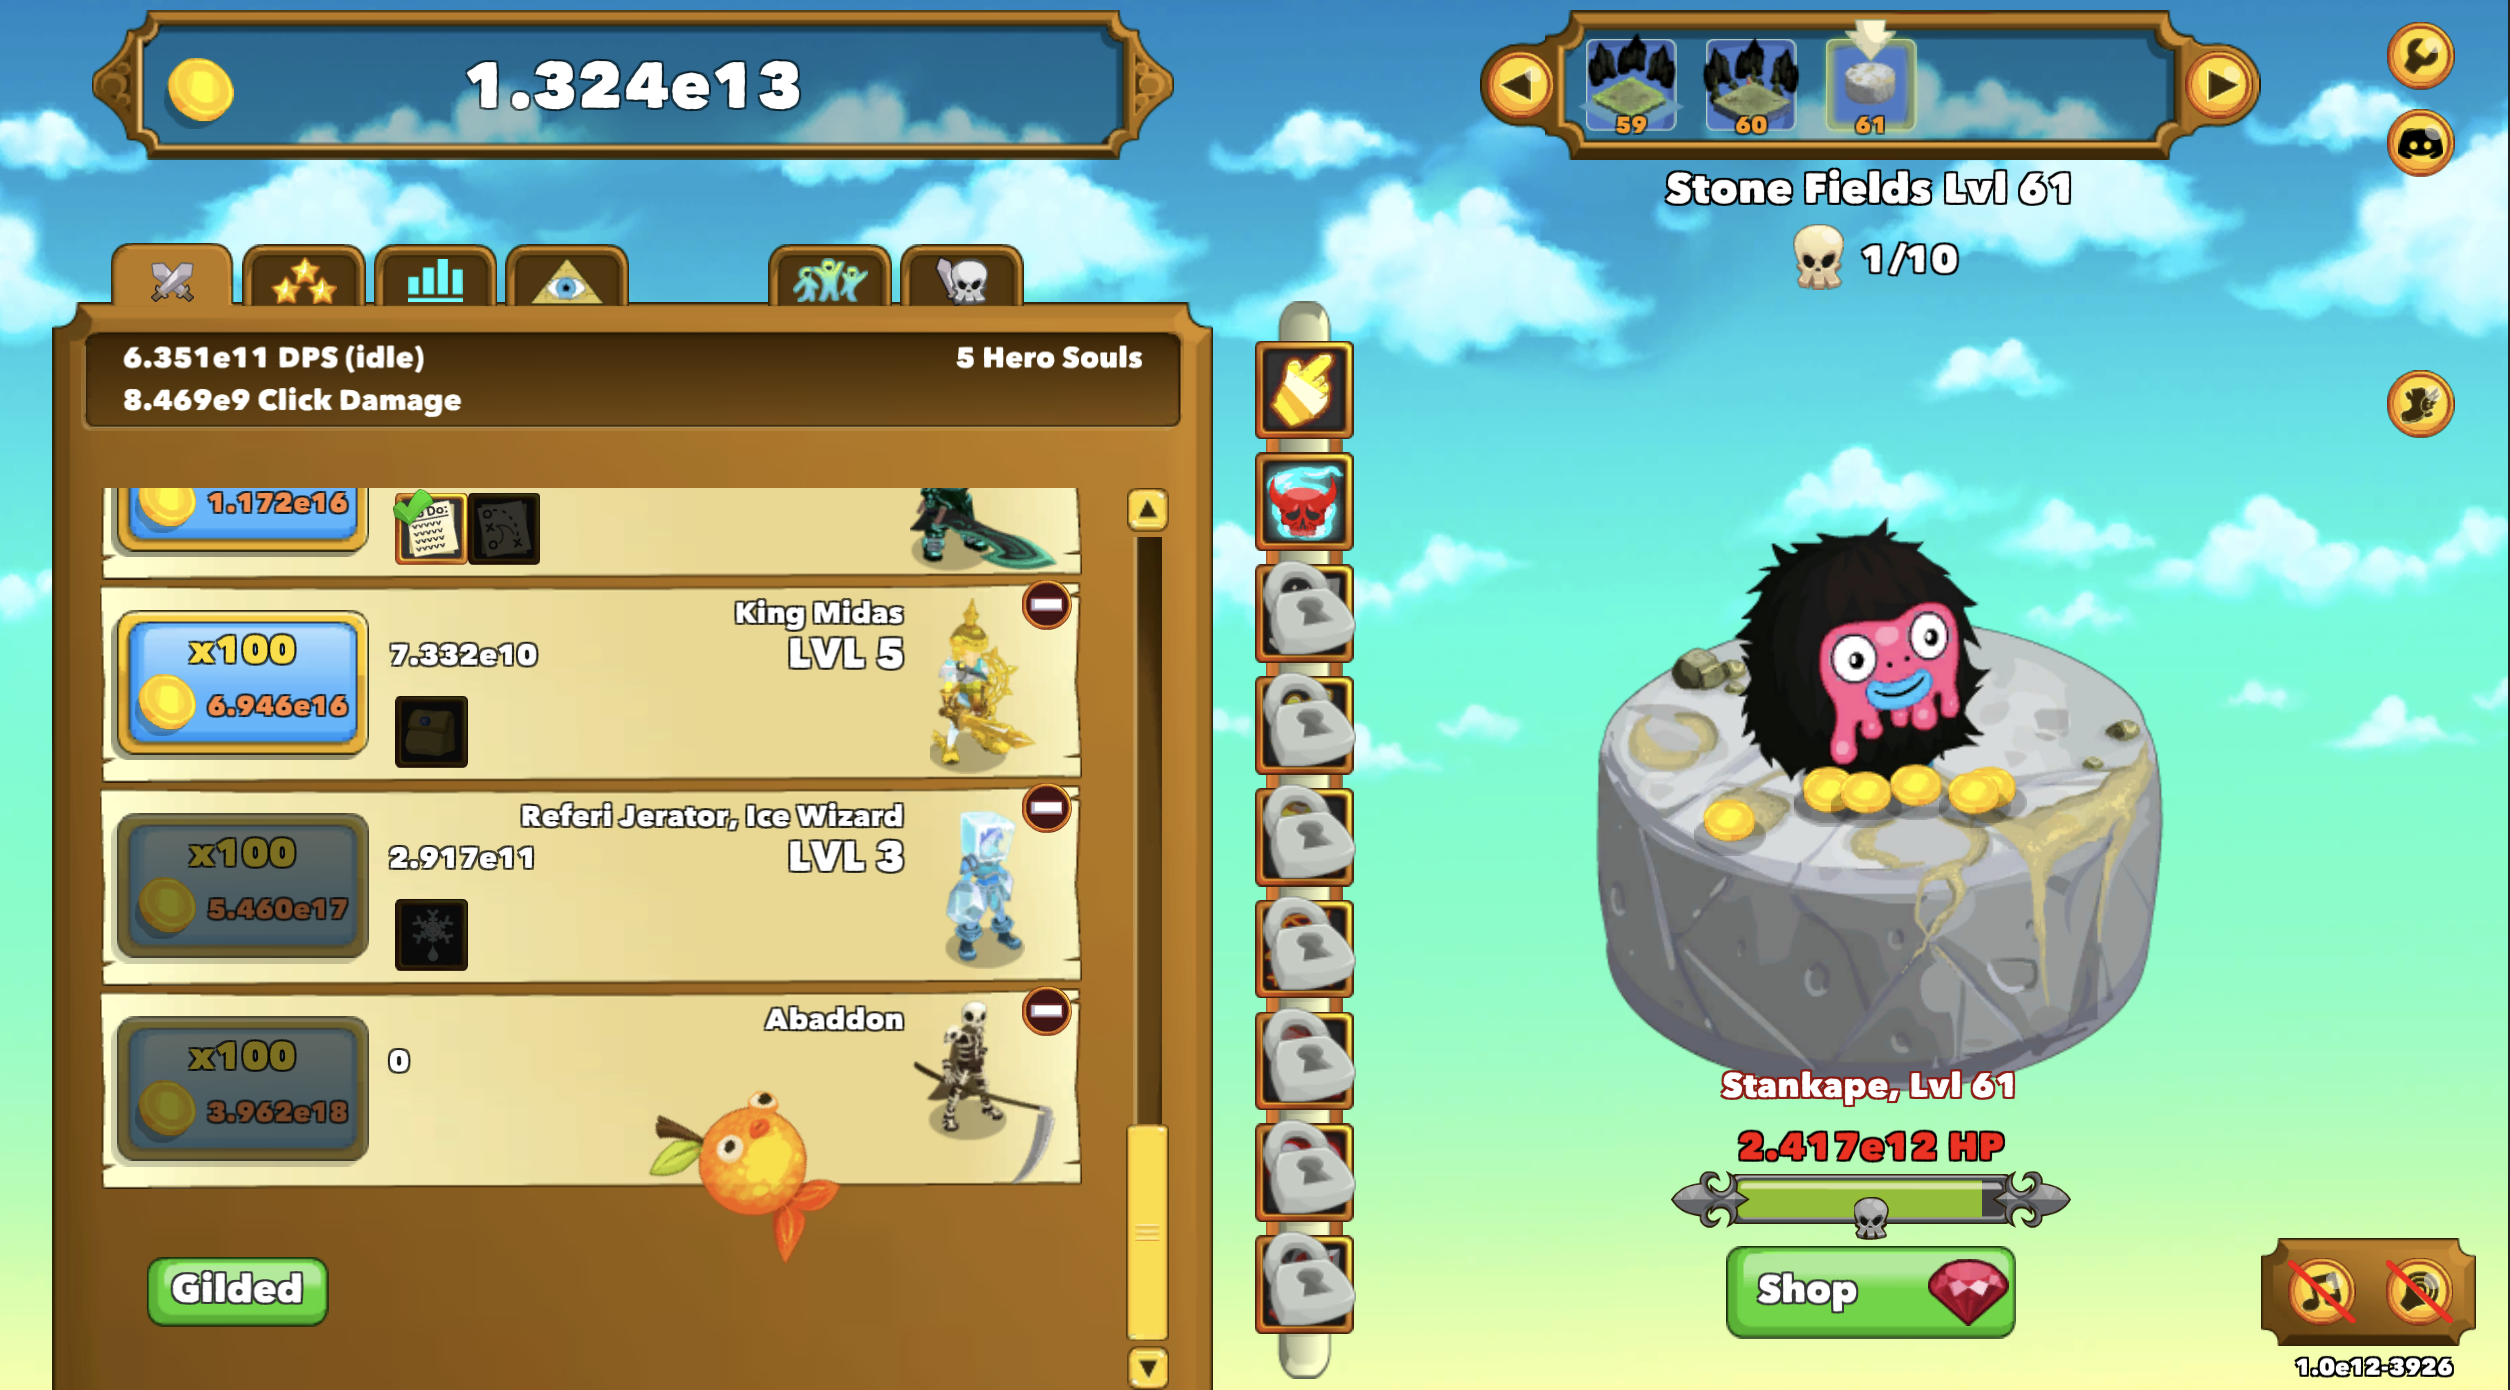 1.324e13
59
60
61
Stone Fields Lvl 61
1/10
6.351e11 DPS (idle)
5 Hero Souls
8.469e9 Click Damage
1.172e16
Do:
King Midas
x100
7.332e10
LVL 5
6.946e16
Referi Jerator, Ice Wizard
x100
2.917e11
LVL 3
5.460e17
Abaddon
x100
0
3.962e18
Gilded
Stankape, Lvl 61
2.417e12 HP
Shop
1.0e12-3926